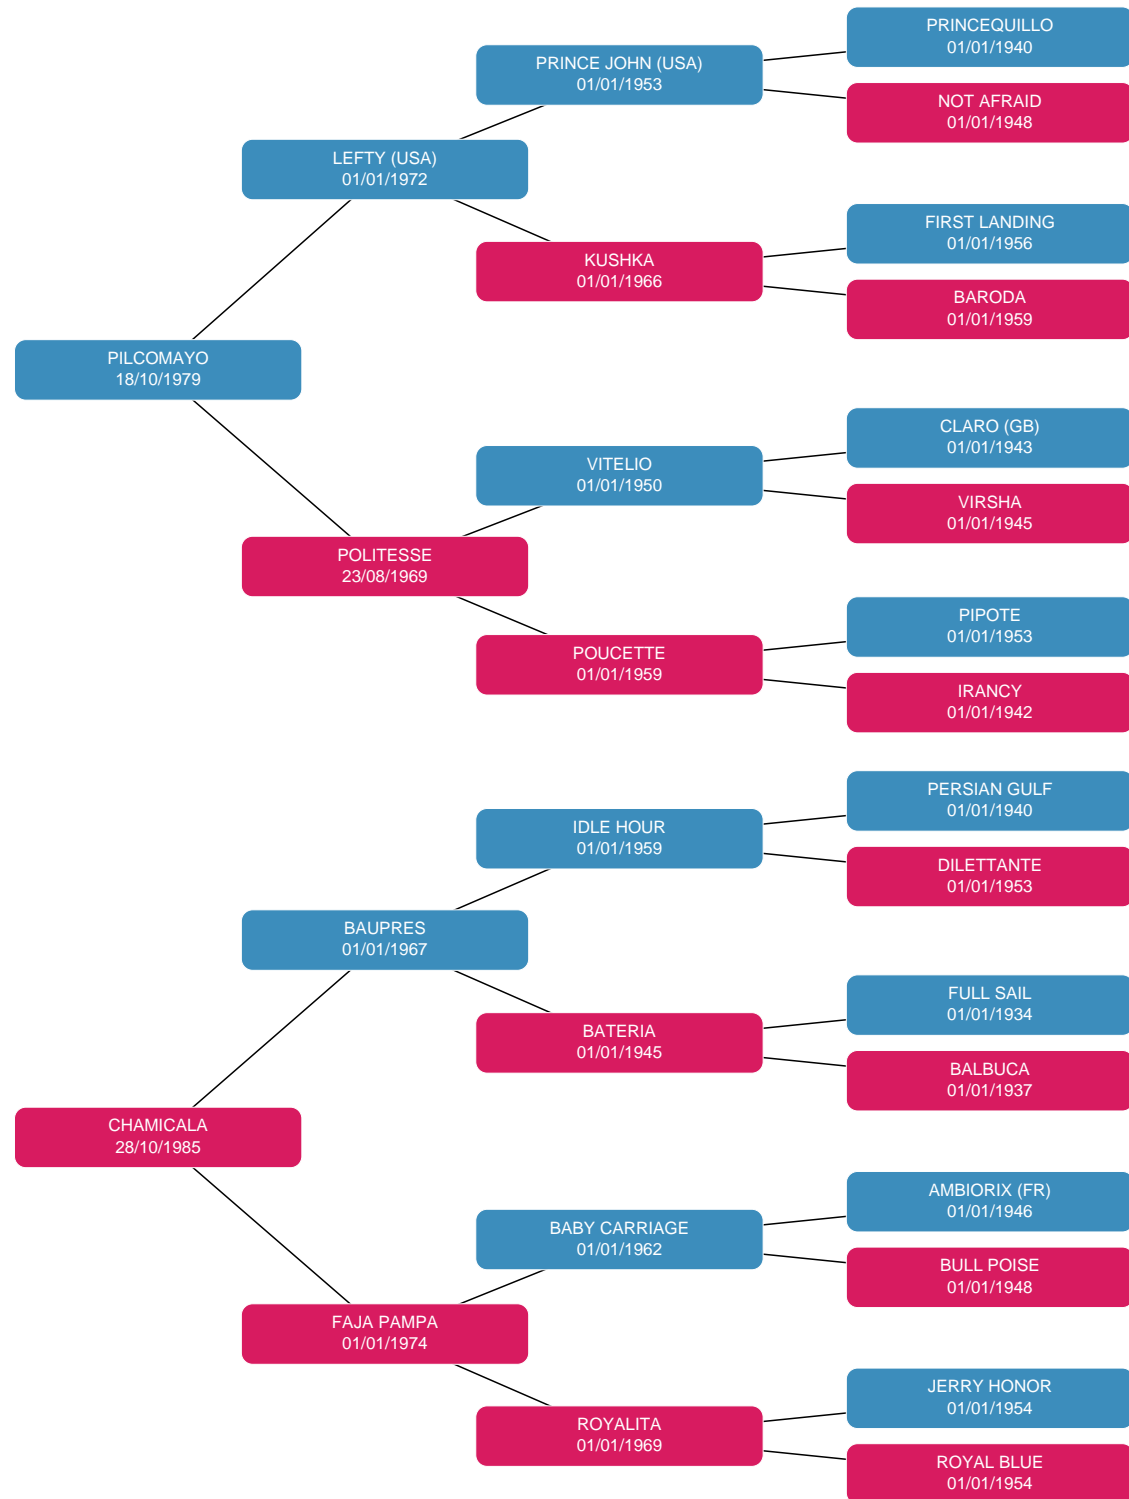 PRINCEQUILLO
01/01/1940
PRINCE JOHN (USA)
01/01/1953
NOT AFRAID
01/01/1948
LEFTY (USA)
01/01/1972
FIRST LANDING
01/01/1956
KUSHKA
01/01/1966
BARODA
01/01/1959
PILCOMAYO
18/10/1979
CLARO (GB)
01/01/1943
VITELIO
01/01/1950
VIRSHA
01/01/1945
POLITESSE
23/08/1969
PIPOTE
01/01/1953
POUCETTE
01/01/1959
IRANCY
01/01/1942
PERSIAN GULF
01/01/1940
IDLE HOUR
01/01/1959
DILETTANTE
01/01/1953
BAUPRES
01/01/1967
FULL SAIL
01/01/1934
BATERIA
01/01/1945
BALBUCA
01/01/1937
CHAMICALA
28/10/1985
AMBIORIX (FR)
01/01/1946
BABY CARRIAGE
01/01/1962
BULL POISE
01/01/1948
FAJA PAMPA
01/01/1974
JERRY HONOR
01/01/1954
ROYALITA
01/01/1969
ROYAL BLUE
01/01/1954